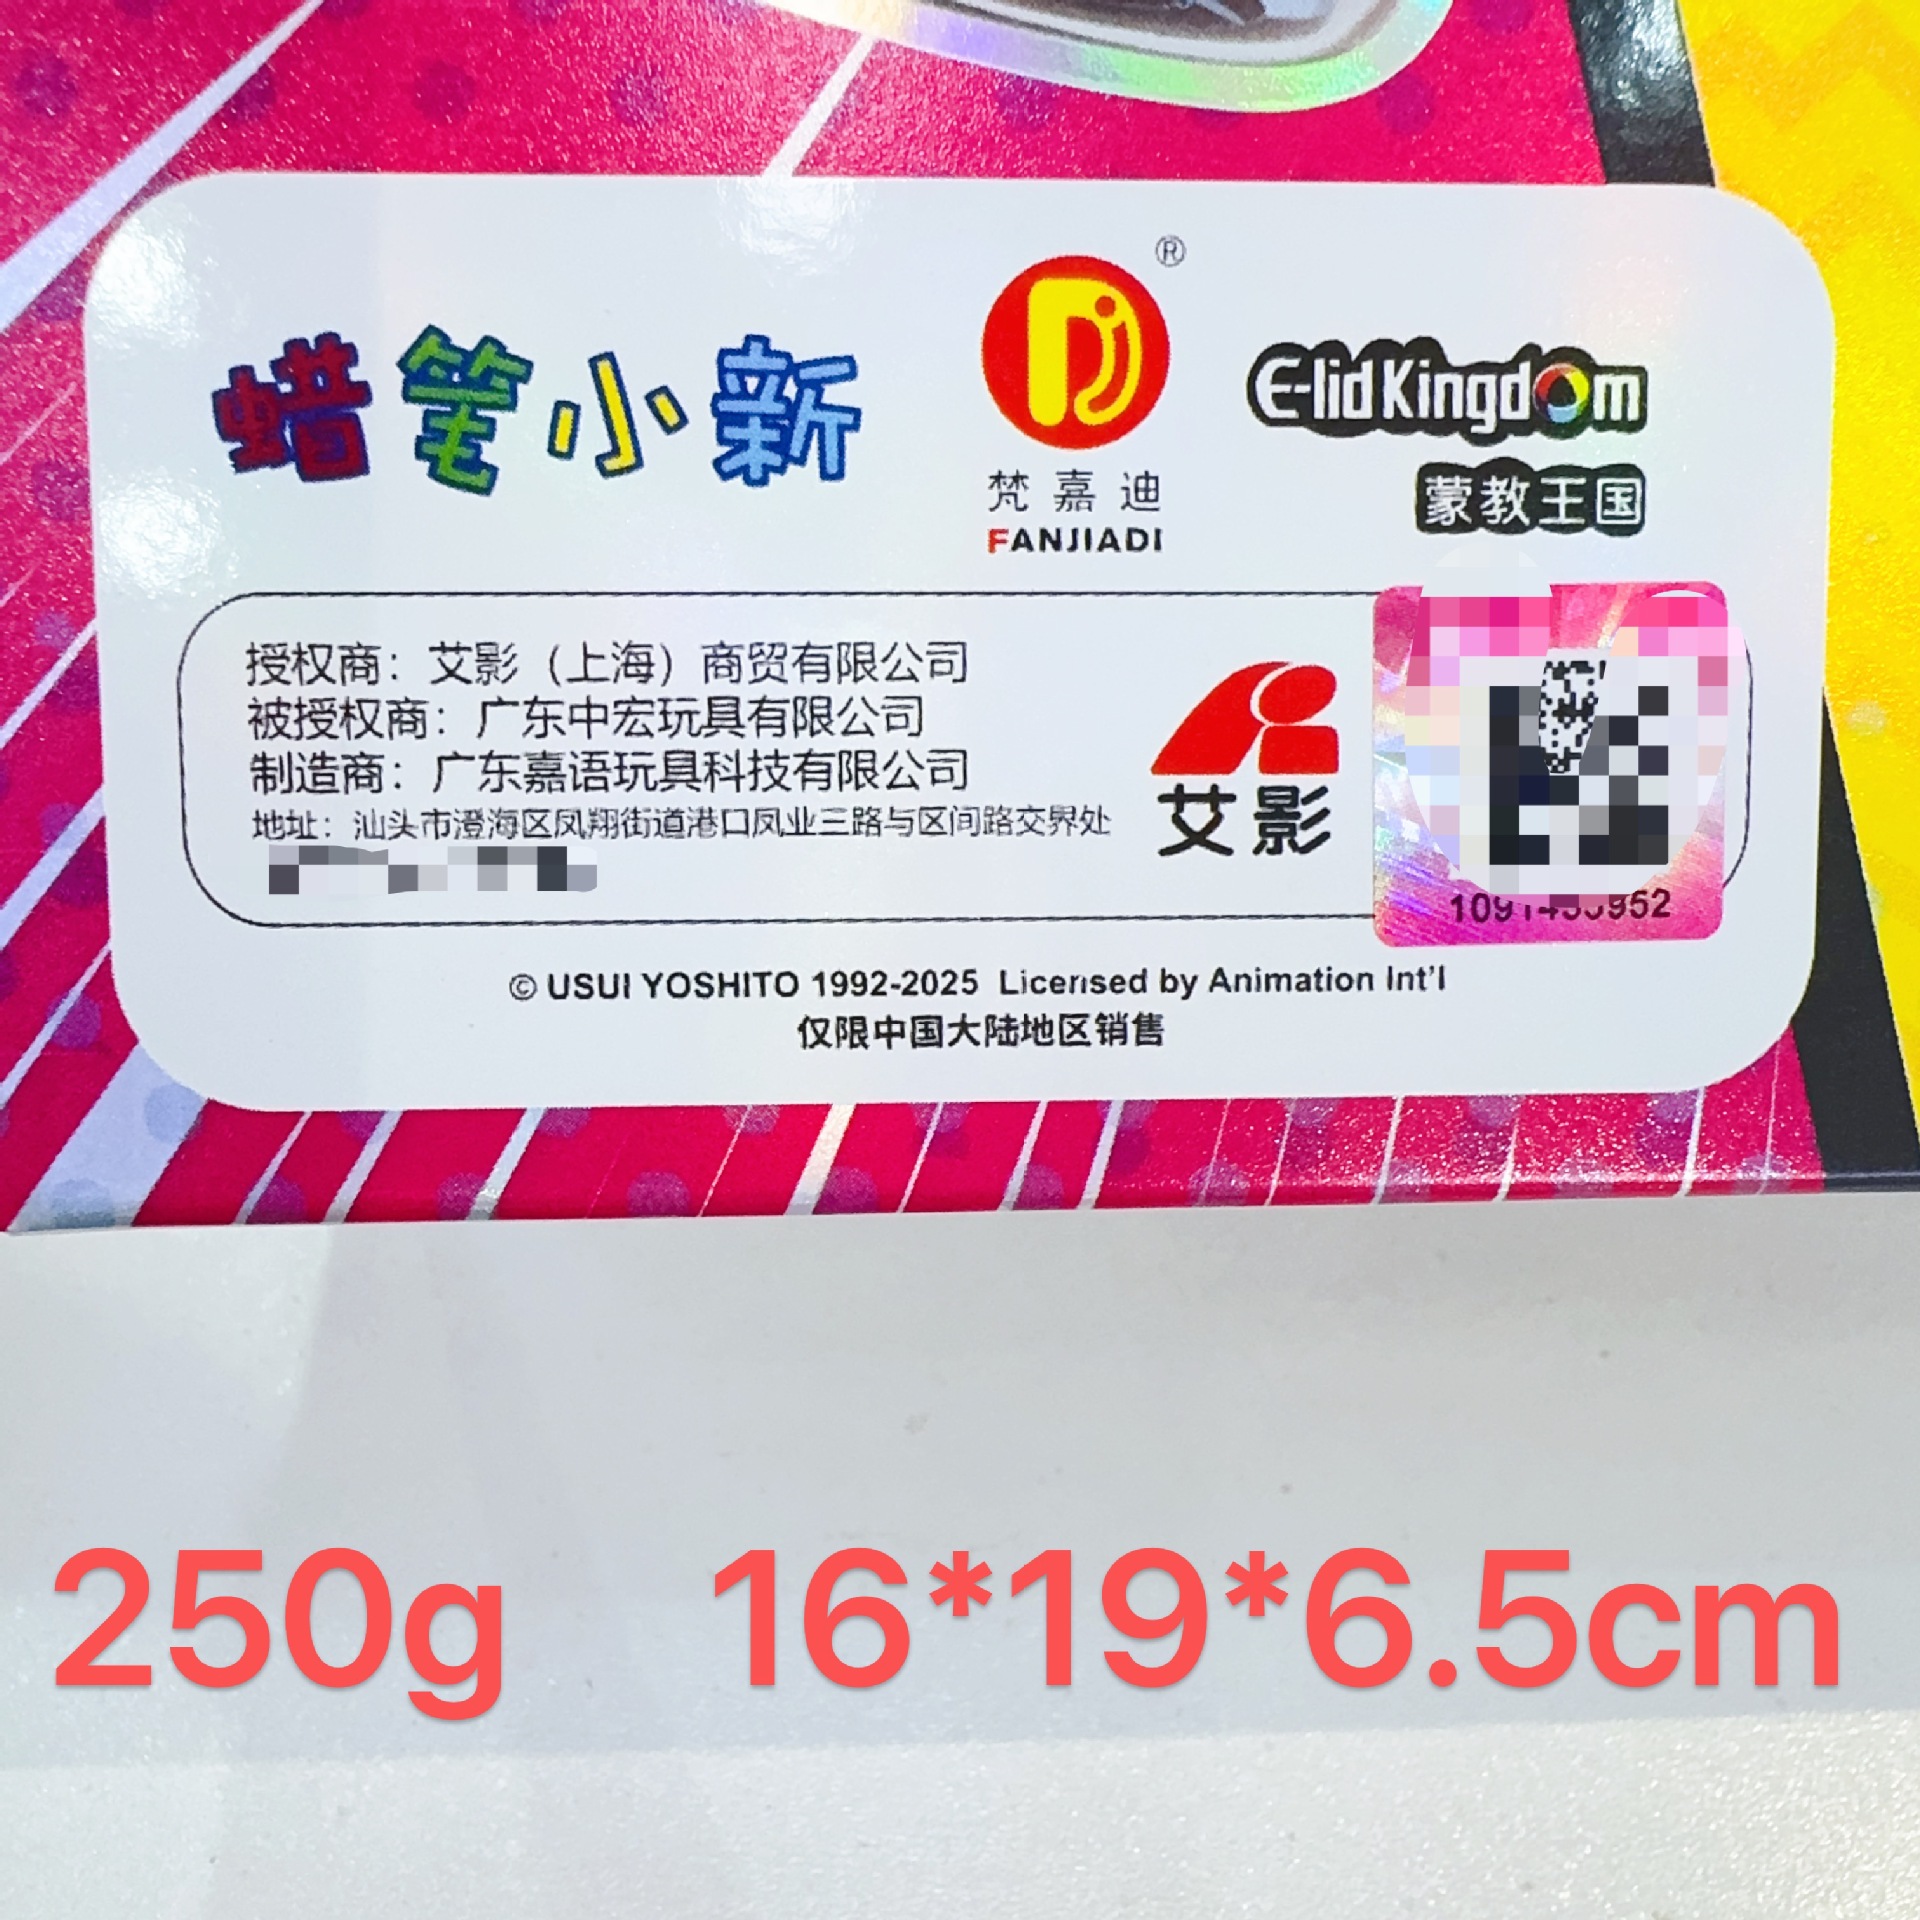 蜡笔小新
®
梵嘉迪
FANJIADI
E-lidKingdom
蒙教王国
授权商：艾影（上海）商贸有限公司
被授权商：广东中宏玩具有限公司
制造商：广东嘉语玩具科技有限公司
地址：汕头市澄海区凤翔街道港口凤业三路与区间路交界处
艾影
© USUI YOSHITO 1992-2025 Licensed by Animation Int'l
仅限中国大陆地区销售
250g 16*19*6.5cm